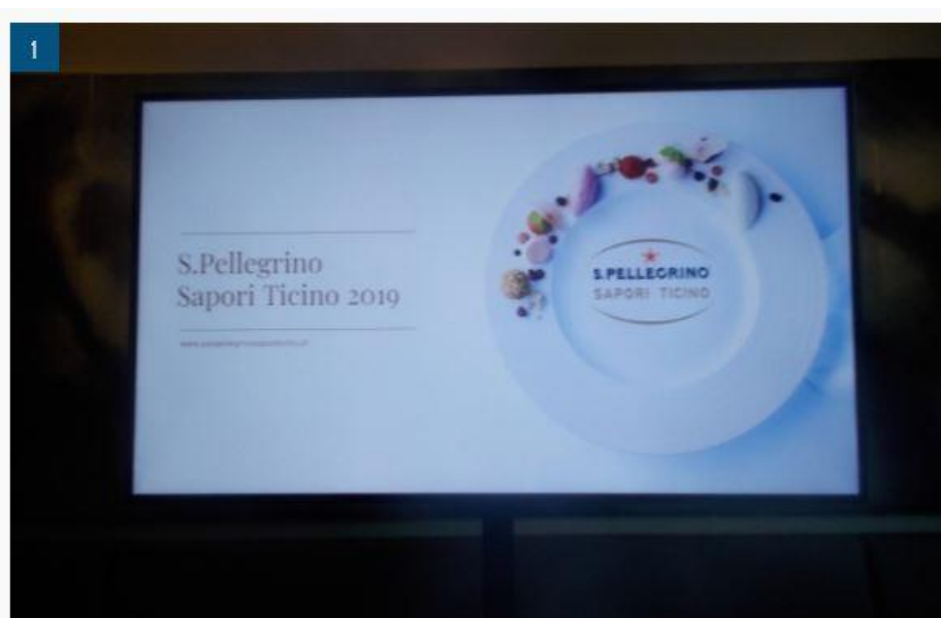 1
S.Pellegrino
Sapori Ticino 2019
S.PELLEGRINO
SAPORI TICINO